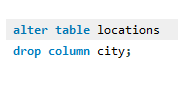 alter table locations
drop column city;